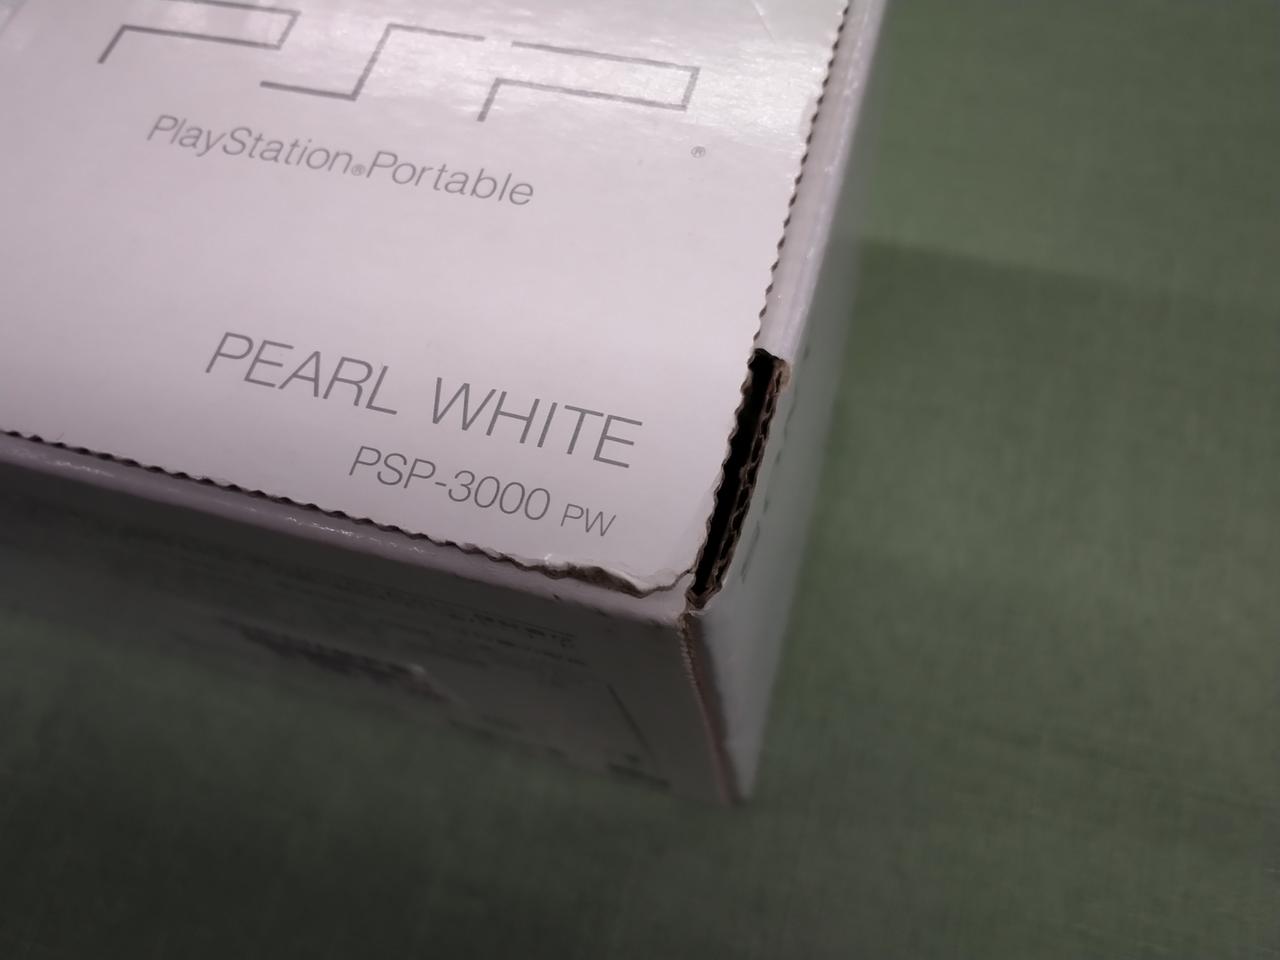 PSP
®
PlayStation®Portable
PEARL WHITE
PSP-3000 PW